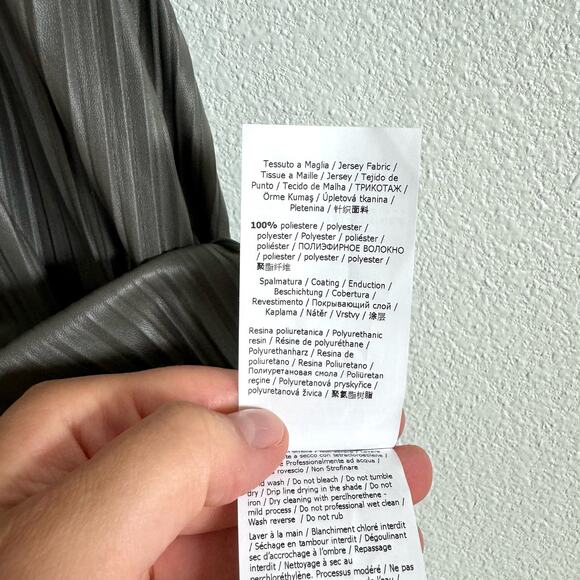 Tessuto a Maglia / Jersey Fabric /
Tissue a Maille / Jersey / Tejido de
Punto / Tecido de Malha / ТРИКОТАЖ /
Örme Kumaş / Úpletová tkanina /
Pletenina / 针织面料
100% poliestere / polyester /
polyester / Polyester / poliéster /
poliéster / ПОЛИЭФИРНОЕ ВОЛОКНО
/ poliester / polyester / polyester /
聚酯纤维
Spalmatura / Coating / Enduction /
Beschichtung / Cobertura /
Revestimento / Покрывающий слой /
Kaplama / Nátěr / Vrstvy / 涂层
Resina poliuretanica / Polyurethanic
resin / Résine de polyuréthane /
Polyurethanharz / Resina de
poliuretano / Resina Poliuretano /
Полиуретановая смола / Poliüretan
reçine / Polyuretanová pryskyřice /
polyuretanová živica / 聚氨酯树脂
a secco con tetracloroetene /
e Professionalmente ad acqua /
rovescio / Non Strofinare
wash / Do not bleach / Do not tumble
dry / Drip line drying in the shade / Do not
iron / Dry cleaning with perclhorethene -
mild process / Do not professional wet clean /
Wash reverse / Do not rub
Laver à la main / Blanchiment chloré interdit
/ Séchage en tambour interdit / Dégoulinant
sec d'accrochage à l'ombre / Repassage
interdit / Nettoyage à sec au
perchloréthylène. Processus modéré / Ne pas